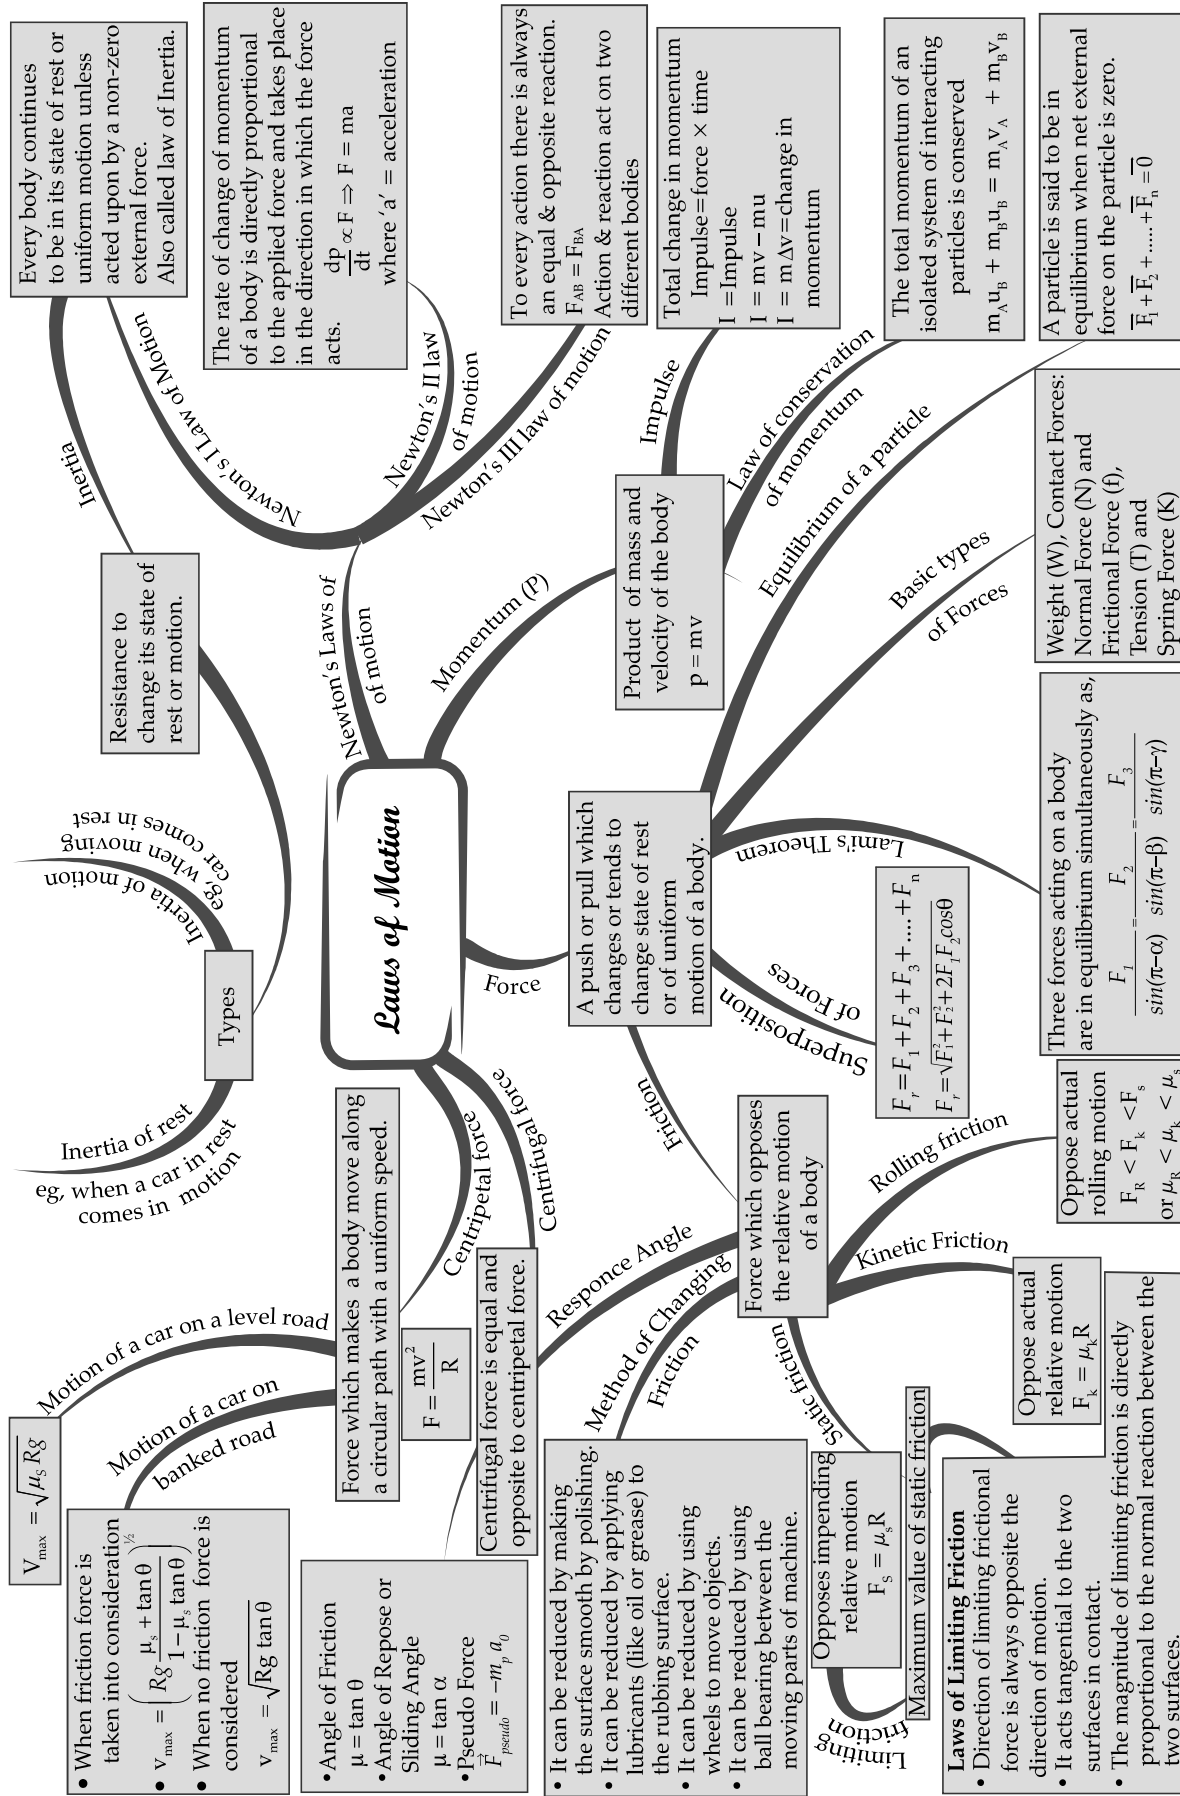 Laws of Motion
Newton's Laws of
of motion
Newton's I Law of Motion
Every body continues
to be in its state of rest or
uniform motion unless
acted upon by a non-zero
external force.
Also called law of Inertia.
Inertia
Resistance to
change its state of
rest or motion.
Types
Inertia of motion
eg, when moving
car comes in rest
Inertia of rest
eg, when a car in rest
comes in motion
Newton's II law
of motion
The rate of change of momentum
of a body is directly proportional
to the applied force and takes place
in the direction in which the force
acts.
dp/dt ∝ F ⇒ F = ma
where 'a' = acceleration
Newton's III law of motion
To every action there is always
an equal & opposite reaction.
F_AB = F_BA
Action & reaction act on two
different bodies
Momentum (P)
Product of mass and
velocity of the body
p = mv
Impulse
Total change in momentum
Impulse=force × time
I =Impulse
I = mv – mu
I = m Δv=change in
momentum
Law of conservation
of momentum
The total momentum of an
isolated system of interacting
particles is conserved
m_A u_B + m_B u_B = m_A v_A + m_B v_B
Force
A push or pull which
changes or tends to
change state of rest
or of uniform
motion of a body.
Equilibrium of a particle
A particle is said to be in
equilibrium when net external
force on the particle is zero.
F̅₁ + F̅₂ +,.... + F̅ₙ = 0̅
Basic types
of Forces
Weight (W), Contact Forces:
Normal Force (N) and
Frictional Force (f),
Tension (T) and
Spring Force (K)
Lami's Theorem
Three forces acting on a body
are in equilibrium simultaneously as,
F₁/sin(π–α) = F₂/sin(π–β) = F₃/sin(π–γ)
Superposition
of Forces
F_r = F₁ + F₂ + F₃ + .... + Fₙ
F_r = √F₁²+F₂²+2F₁F₂cosθ
Friction
Force which opposes
the relative motion
of a body
Rolling friction
Oppose actual
rolling motion
F_R < F_k < F_s
or μ_R < μ_k < μ_s
Kinetic Friction
Oppose actual
relative motion
F_k = μ_k R
Static friction
Opposes impending
relative motion
F_S = μ_s R
Limiting
friction
Maximum value of static friction
Laws of Limiting Friction
• Direction of limiting frictional
force is always opposite the
direction of motion.
• It acts tangential to the two
surfaces in contact.
• The magnitude of limiting friction is directly
proportional to the normal reaction between the
two surfaces.
Method of Changing
Friction
• It can be reduced by making
the surface smooth by polishing.
• It can be reduced by applying
lubricants (like oil or grease) to
the rubbing surface.
• It can be reduced by using
wheels to move objects.
• It can be reduced by using
ball bearing between the
moving parts of machine.
Responce Angle
• Angle of Friction
μ = tan θ
• Angle of Repose or
Sliding Angle
μ = tan α
• Pseudo Force
F⃗_pseudo = –m_p a₀
Centrifugal force
Centrifugal force is equal and
opposite to centripetal force.
Centripetal force
Force which makes a body move along
a circular path with a uniform speed.
F = mv²/R
Motion of a car on a level road
V_max = √μ_S Rg
Motion of a car on
banked road
• When friction force is
taken into consideration
• v_max = (Rg (μ_s + tanθ)/(1 – μ_s tan θ))^½
• When no friction force is
considered
v_max = √Rg tan θ